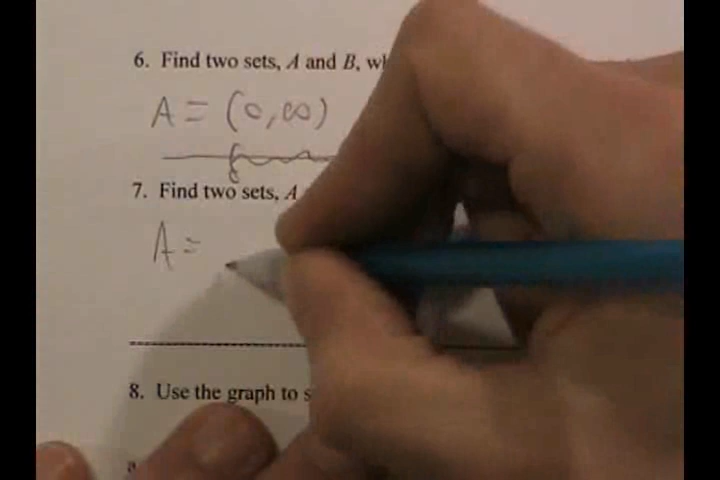 6. Find two sets, A and B, wh
A = (0, ∞)
7. Find two sets, A
A =
8. Use the graph to s
a